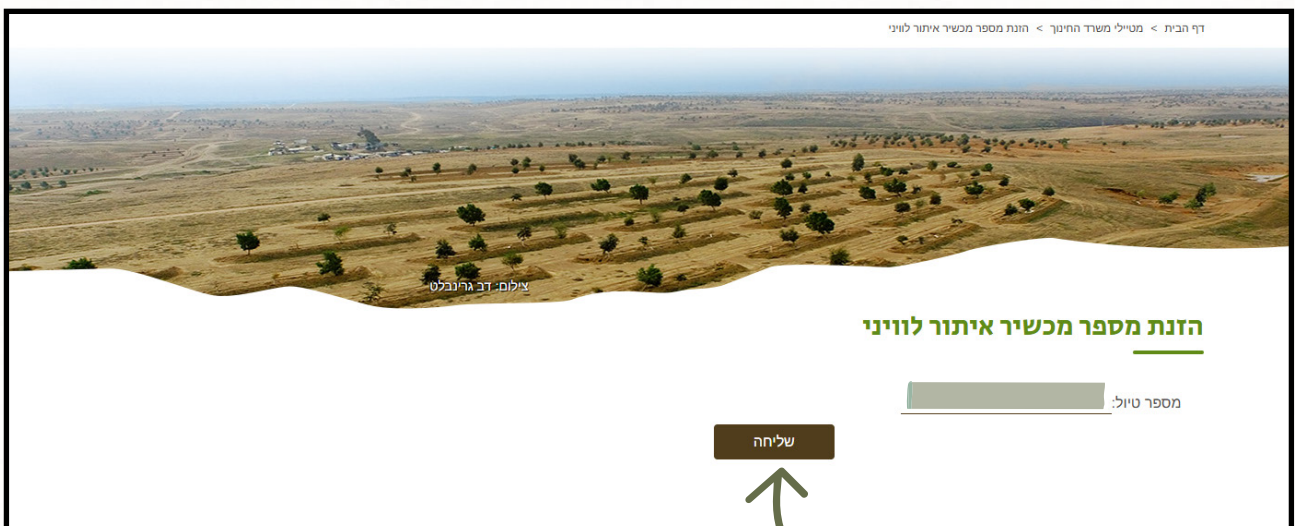 דף הבית > מטיילי משרד החינוך > הזנת מספר מכשיר איתור לוויני
צילום: דב גרינבלט
הזנת מספר מכשיר איתור לוויני
מספר טיול:
שליחה